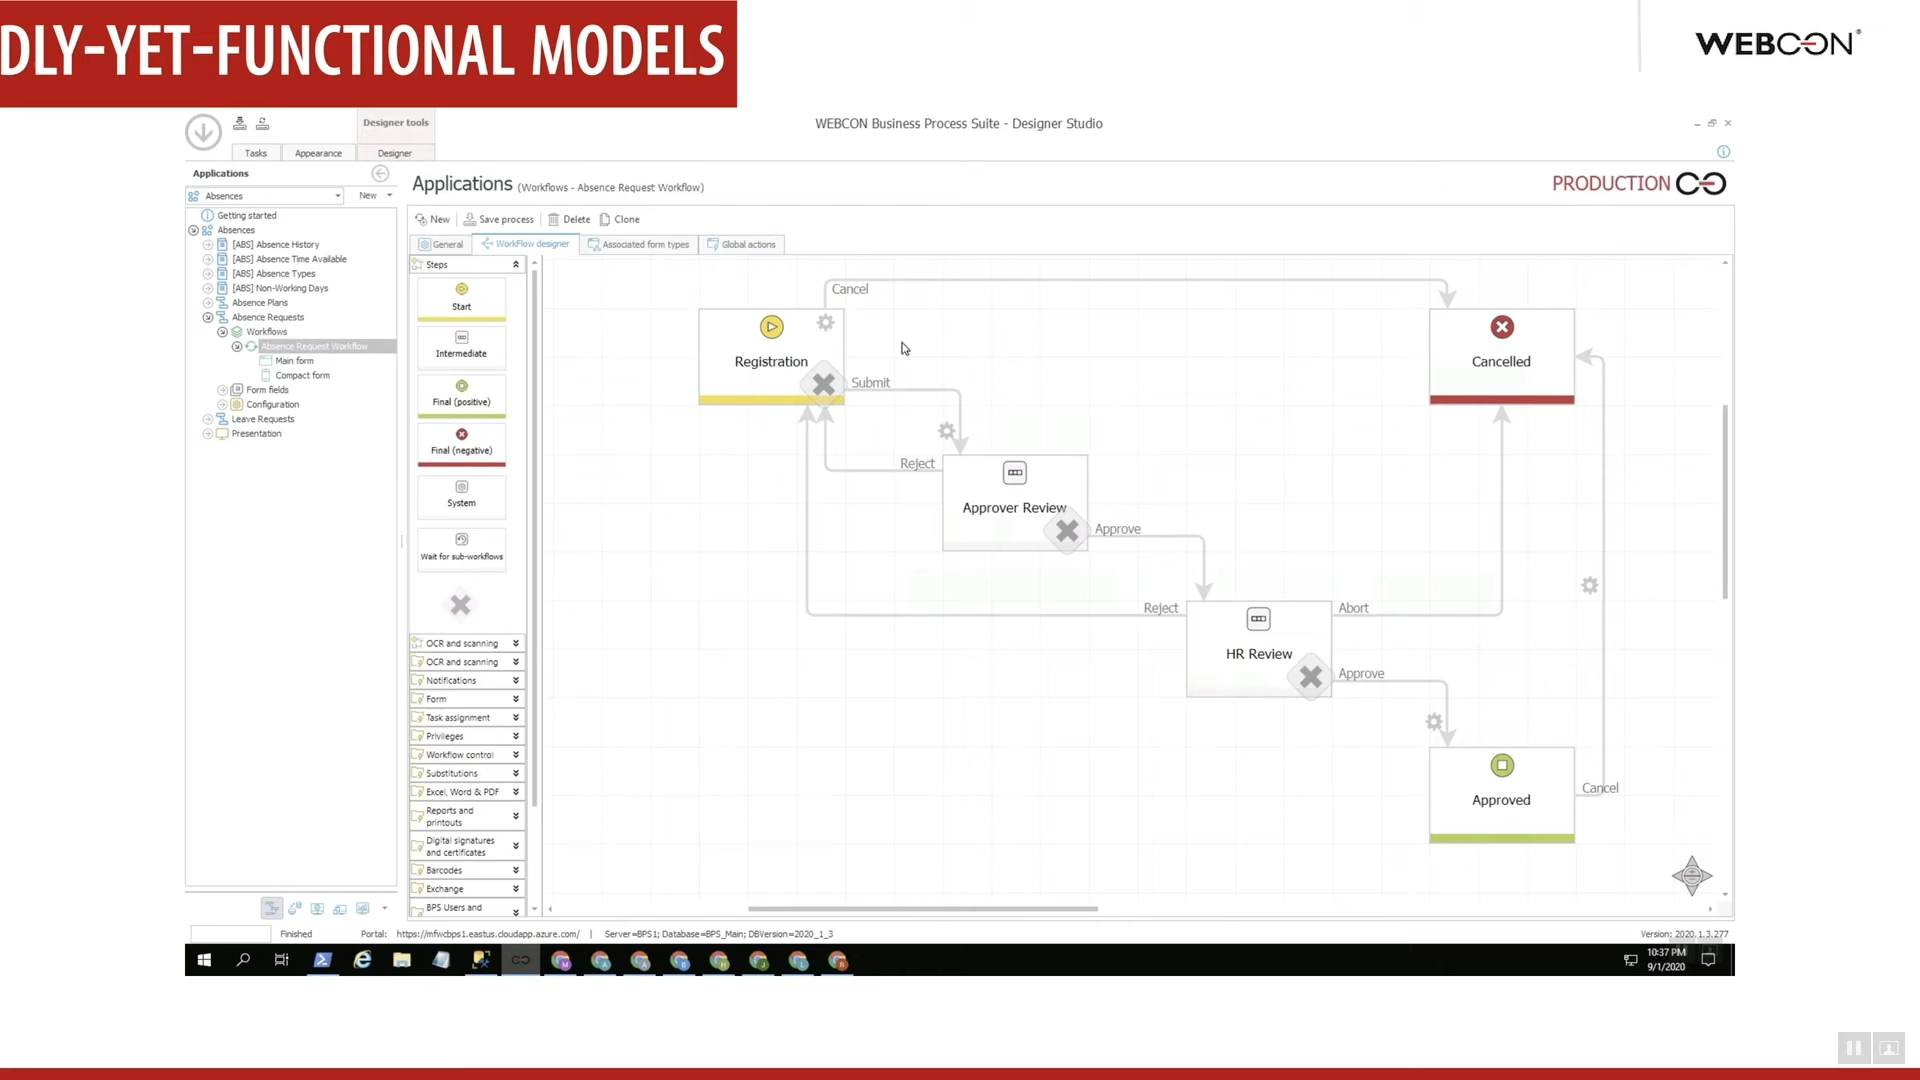 DLY-YET-FUNCTIONAL MODELS
WEBCON®
Designer tools
WEBCON Business Process Suite - Designer Studio
Tasks
Appearance
Designer
Applications
Absences
New
Getting started
Absences
[ABS] Absence History
[ABS] Absence Time Available
[ABS] Absence Types
[ABS] Non-Working Days
Absence Plans
Absence Requests
Workflows
Absence Request Workflow
Main form
Compact form
Form fields
Configuration
Leave Requests
Presentation
Applications (Workflows - Absence Request Workflow)
PRODUCTION
New
Save process
Delete
Clone
General
WorkFlow designer
Associated form types
Global actions
Steps
Start
Intermediate
Final (positive)
Final (negative)
System
Wait for sub-workflows
OCR and scanning
OCR and scanning
Notifications
Form
Task assignment
Privileges
Workflow control
Substitutions
Excel, Word & PDF
Reports and
printouts
Digital signatures
and certificates
Barcodes
Exchange
BPS Users and
Cancel
Registration
Submit
Cancelled
Reject
Approver Review
Approve
Reject
HR Review
Abort
Approve
Approved
Cancel
Finished
Portal: https://mfwcbps1.eastus.cloudapp.azure.com/ | Server=BPS1; Database=BPS_Main; DBVersion=2020_1_3
Version: 2020.1.3.277
10:37 PM
9/1/2020